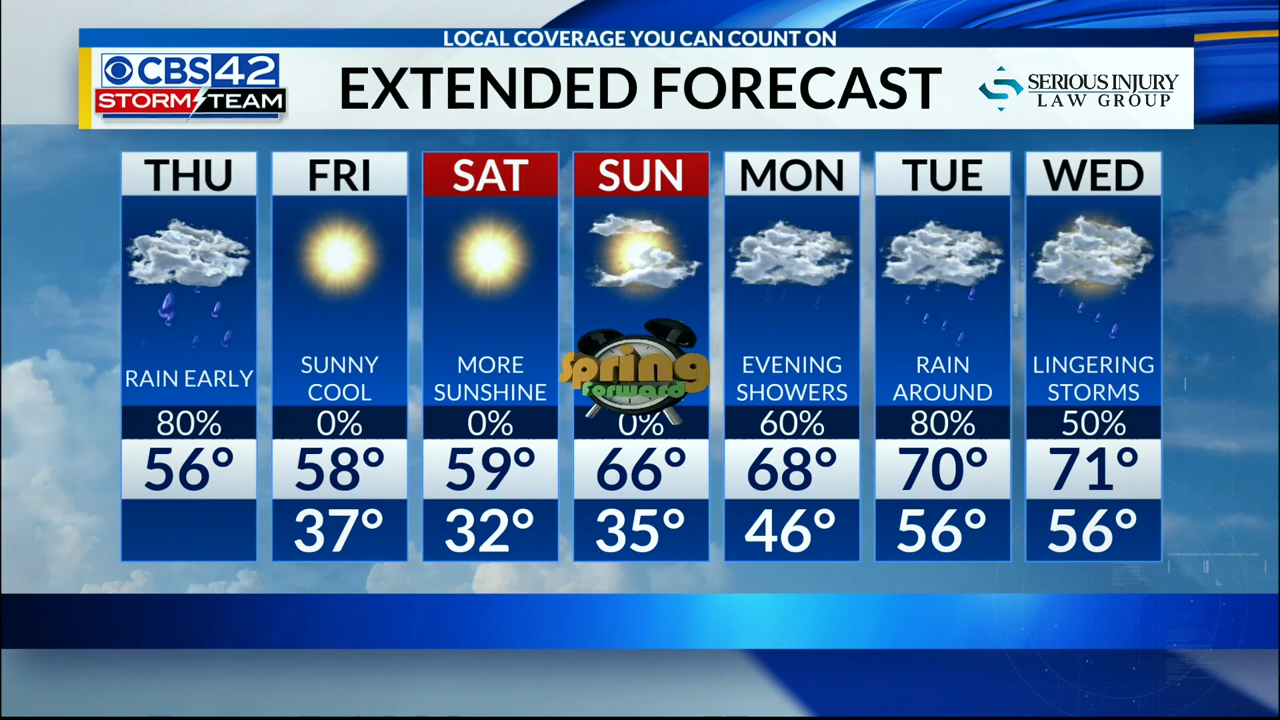 LOCAL COVERAGE YOU CAN COUNT ON
CBS 42
STORM TEAM
EXTENDED FORECAST
SERIOUS INJURY
LAW GROUP
THU
RAIN EARLY
80%
56°
FRI
SUNNY
COOL
0%
58°
37°
SAT
MORE
SUNSHINE
0%
59°
32°
SUN
Spring
Forward
0%
66°
35°
MON
EVENING
SHOWERS
60%
68°
46°
TUE
RAIN
AROUND
80%
70°
56°
WED
LINGERING
STORMS
50%
71°
56°